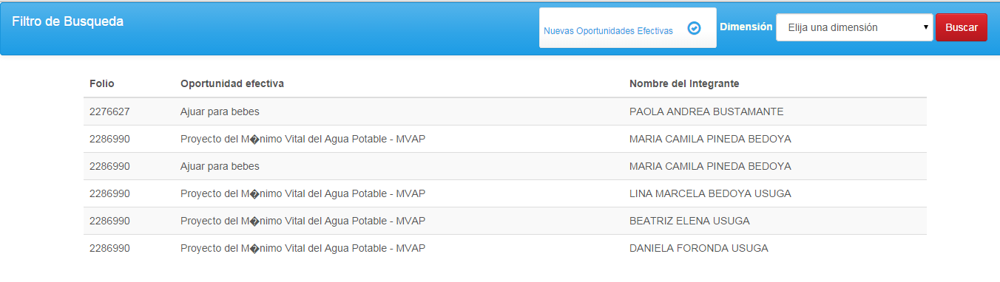 Filtro de Busqueda
Nuevas Oportunidades Efectivas Dimensión Elija una dimensión Buscar
Folio Oportunidad efectiva Nombre del Integrante
2276627 Ajuar para bebes PAOLA ANDREA BUSTAMANTE
2286990 Proyecto del M�nimo Vital del Agua Potable - MVAP MARIA CAMILA PINEDA BEDOYA
2286990 Ajuar para bebes MARIA CAMILA PINEDA BEDOYA
2286990 Proyecto del M�nimo Vital del Agua Potable - MVAP LINA MARCELA BEDOYA USUGA
2286990 Proyecto del M�nimo Vital del Agua Potable - MVAP BEATRIZ ELENA USUGA
2286990 Proyecto del M�nimo Vital del Agua Potable - MVAP DANIELA FORONDA USUGA